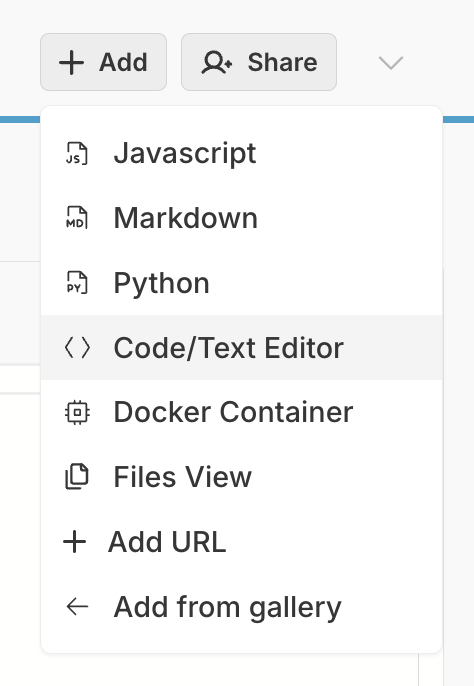 Add Share
JS Javascript
MD Markdown
PY Python
Code/Text Editor
Docker Container
Files View
Add URL
Add from gallery